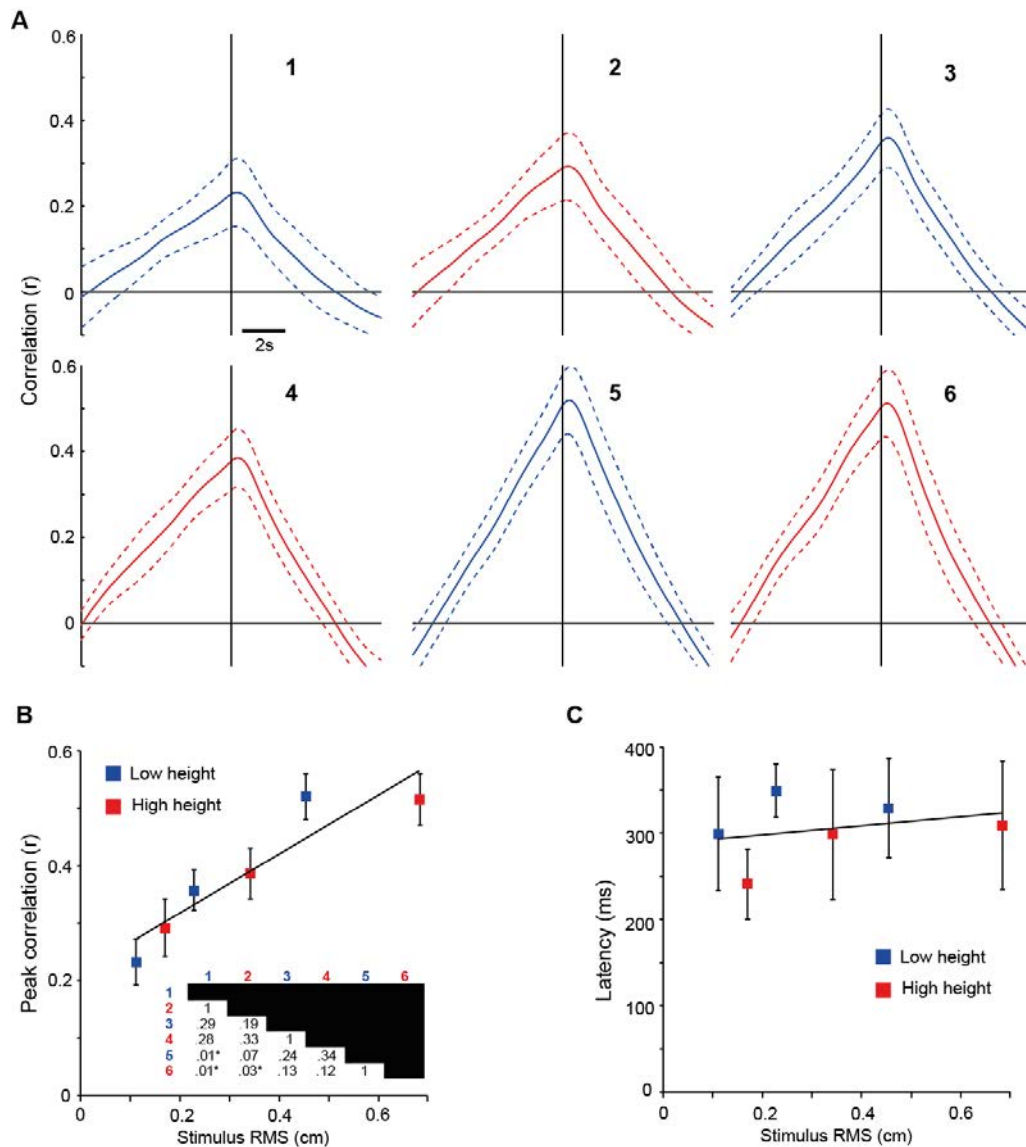 A
0.6
0.4
0.2
0
1
2
3
2s
Correlation (r)
0.6
0.4
0.2
0
4
5
6
B
0.6
0.4
0.2
0
Peak correlation (r)
Low height
High height
1 2 3 4 5 6
1
2 1
3 .29 .19
4 .28 .33 1
5 .01* .07 .24 .34
6 .01* .03* .13 .12 1
0 0.2 0.4 0.6
Stimulus RMS (cm)
C
400
300
200
100
0
Latency (ms)
Low height
High height
0 0.2 0.4 0.6
Stimulus RMS (cm)